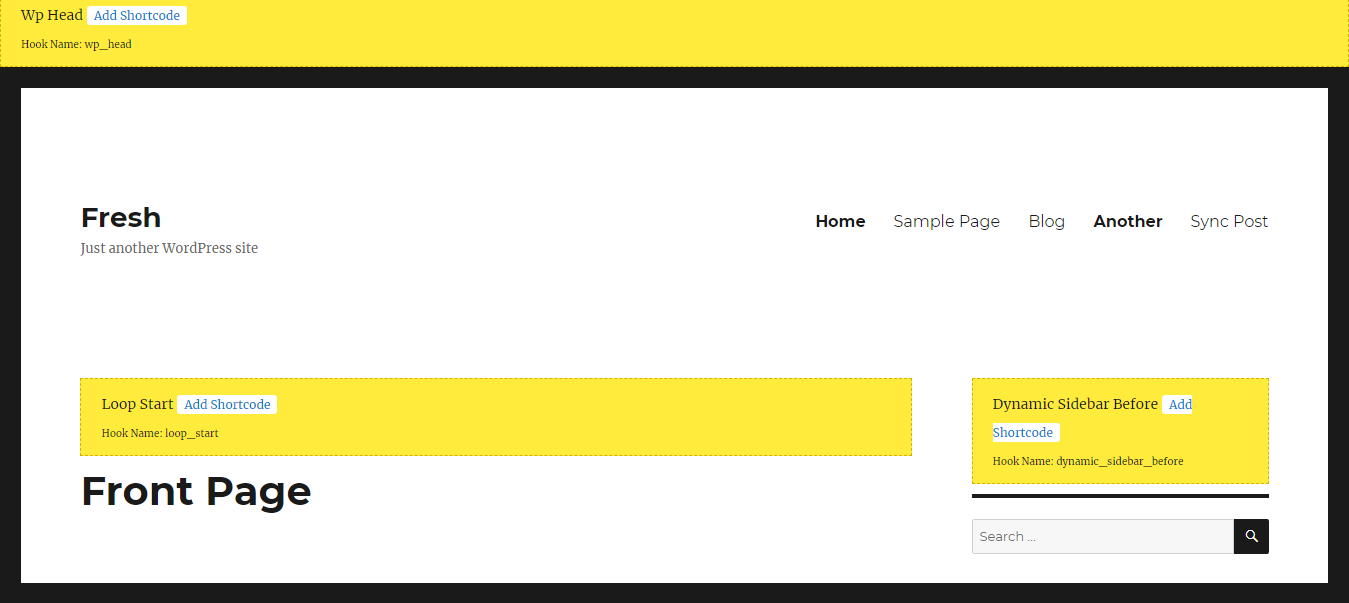 Wp Head Add Shortcode
Hook Name: wp_head
Fresh
Just another WordPress site
Home Sample Page Blog Another Sync Post
Loop Start Add Shortcode
Hook Name: loop_start
Front Page
Dynamic Sidebar Before Add
Shortcode
Hook Name: dynamic_sidebar_before
Search ...